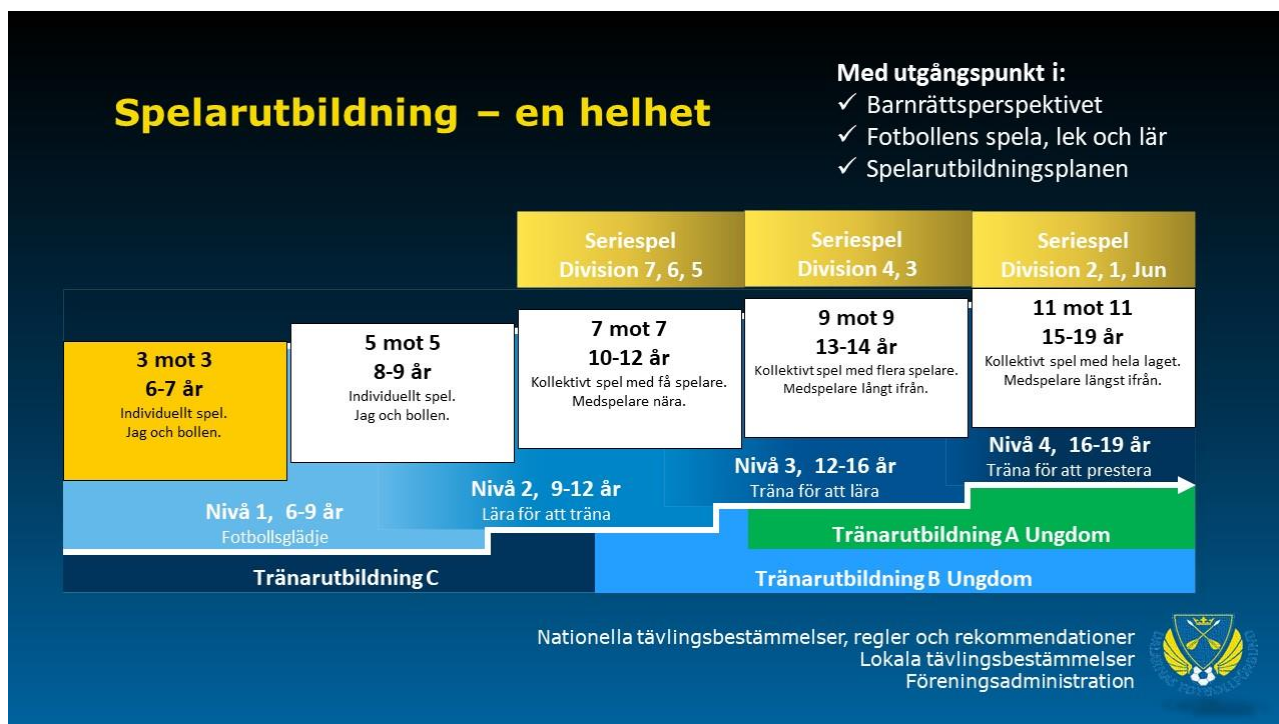 Spelarutbildning – en helhet
Med utgångspunkt i:
✓ Barnrättsperspektivet
✓ Fotbollens spela, lek och lär
✓ Spelarutbildningsplanen
Seriespel
Division 7, 6, 5
Seriespel
Division 4, 3
Seriespel
Division 2, 1, Jun
3 mot 3
6-7 år
Individuellt spel.
Jag och bollen.
5 mot 5
8-9 år
Individuellt spel.
Jag och bollen.
7 mot 7
10-12 år
Kollektivt spel med få spelare.
Medspelare nära.
9 mot 9
13-14 år
Kollektivt spel med flera spelare.
Medspelare långt ifrån.
11 mot 11
15-19 år
Kollektivt spel med hela laget.
Medspelare längst ifrån.
Nivå 1, 6-9 år
Fotbollsglädje
Nivå 2, 9-12 år
Lära för att träna
Nivå 3, 12-16 år
Träna för att lära
Nivå 4, 16-19 år
Träna för att prestera
Tränarutbildning A Ungdom
Tränarutbildning C
Tränarutbildning B Ungdom
Nationella tävlingsbestämmelser, regler och rekommendationer
Lokala tävlingsbestämmelser
Föreningsadministration
DALARNAS FOTBOLLFÖRBUND